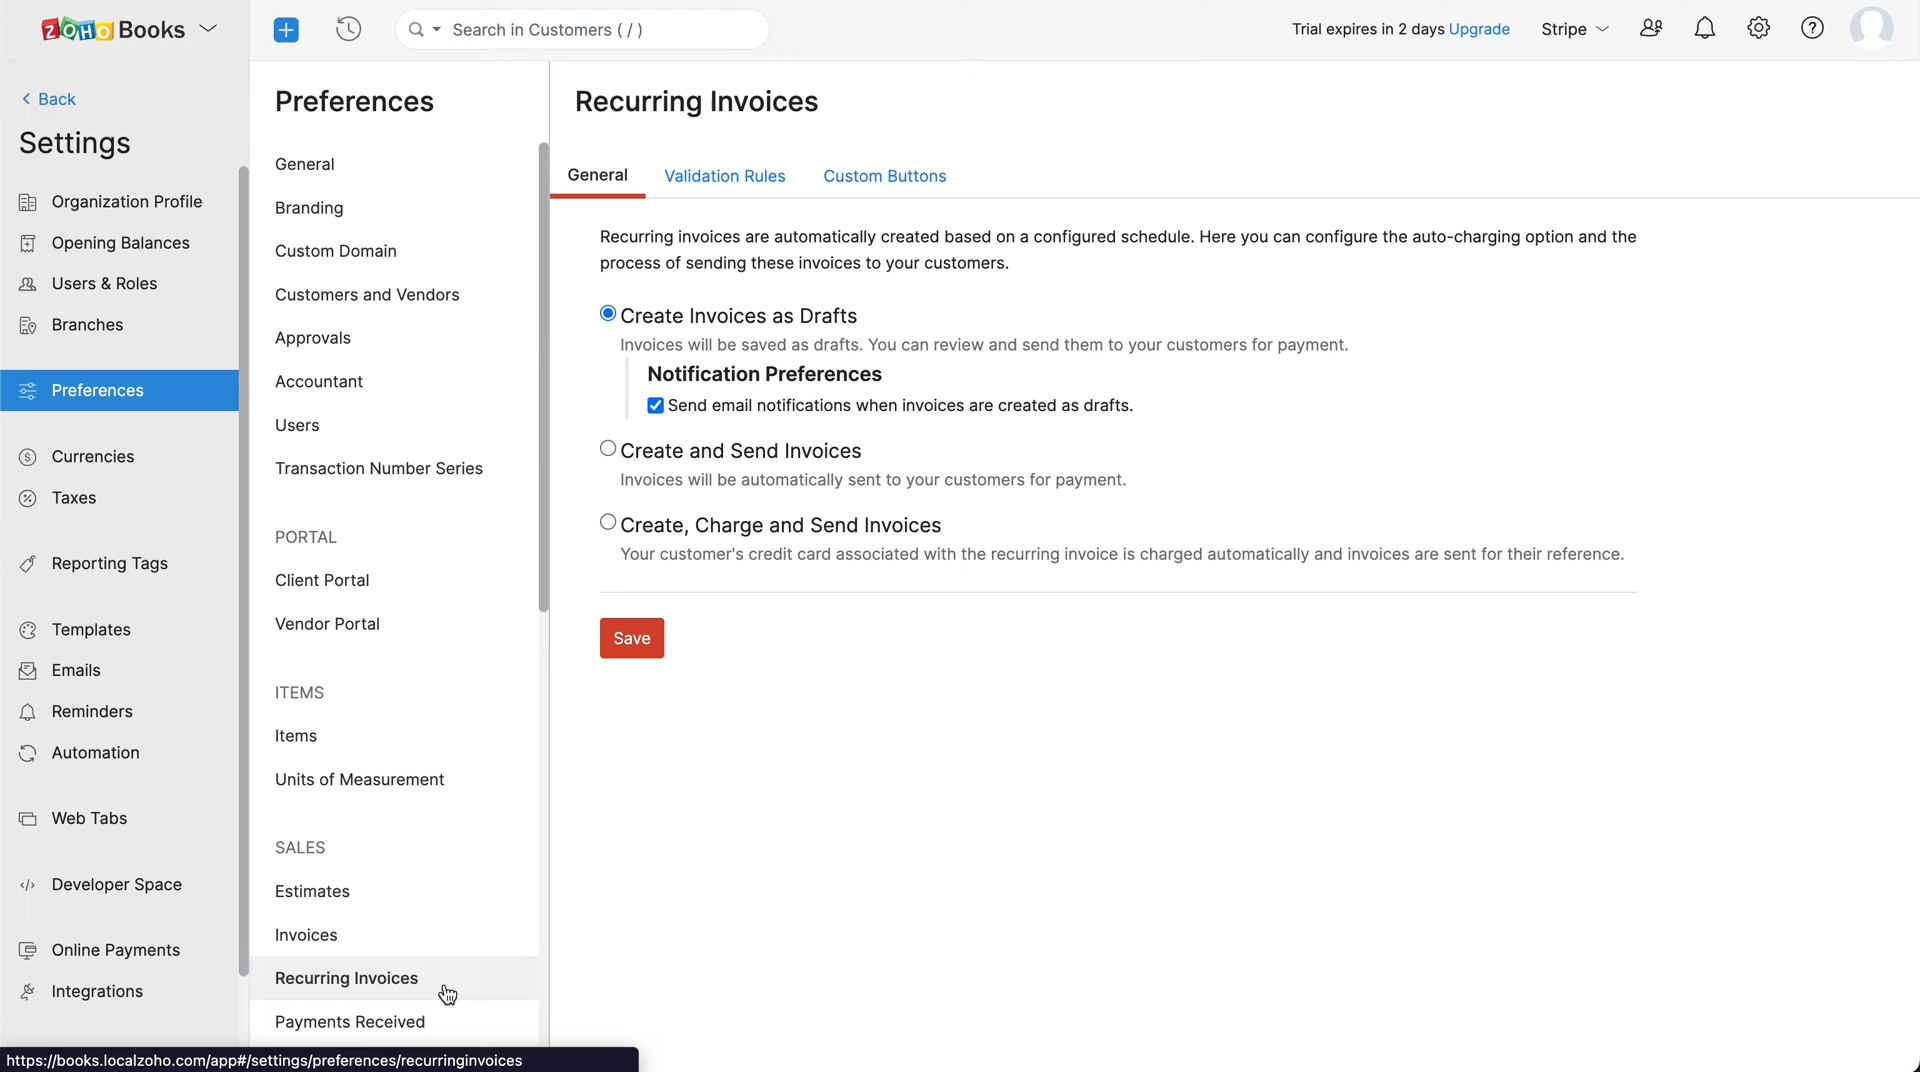 ZOHO Books
Search in Customers ( / )
Trial expires in 2 days Upgrade
Stripe
Back
Settings
Organization Profile
Opening Balances
Users & Roles
Branches
Preferences
Currencies
Taxes
Reporting Tags
Templates
Emails
Reminders
Automation
Web Tabs
Developer Space
Online Payments
Integrations
Preferences
General
Branding
Custom Domain
Customers and Vendors
Approvals
Accountant
Users
Transaction Number Series
PORTAL
Client Portal
Vendor Portal
ITEMS
Items
Units of Measurement
SALES
Estimates
Invoices
Recurring Invoices
Payments Received
Recurring Invoices
General
Validation Rules
Custom Buttons
Recurring invoices are automatically created based on a configured schedule. Here you can configure the auto-charging option and the
process of sending these invoices to your customers.
Create Invoices as Drafts
Invoices will be saved as drafts. You can review and send them to your customers for payment.
Notification Preferences
Send email notifications when invoices are created as drafts.
Create and Send Invoices
Invoices will be automatically sent to your customers for payment.
Create, Charge and Send Invoices
Your customer's credit card associated with the recurring invoice is charged automatically and invoices are sent for their reference.
Save
https://books.localzoho.com/app#/settings/preferences/recurringinvoices